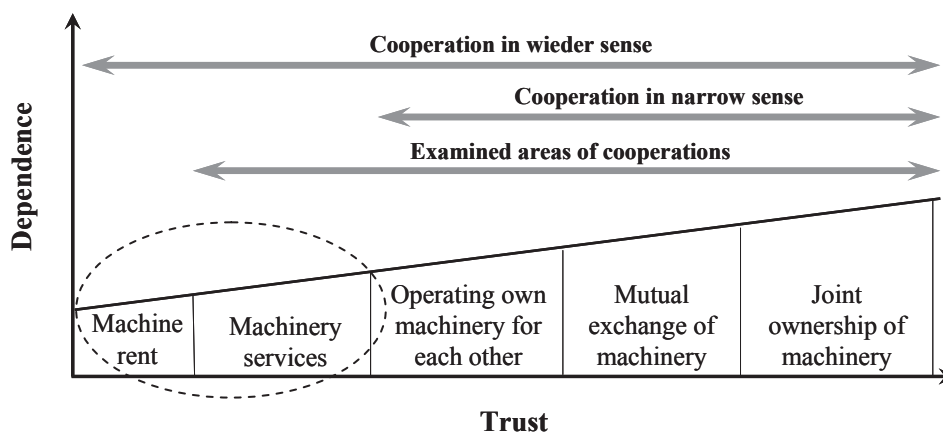 Cooperation in wieder sense
Cooperation in narrow sense
Examined areas of cooperations
Dependence
Machine
rent
Machinery
services
Operating own
machinery for
each other
Mutual
exchange of
machinery
Joint
ownership of
machinery
Trust